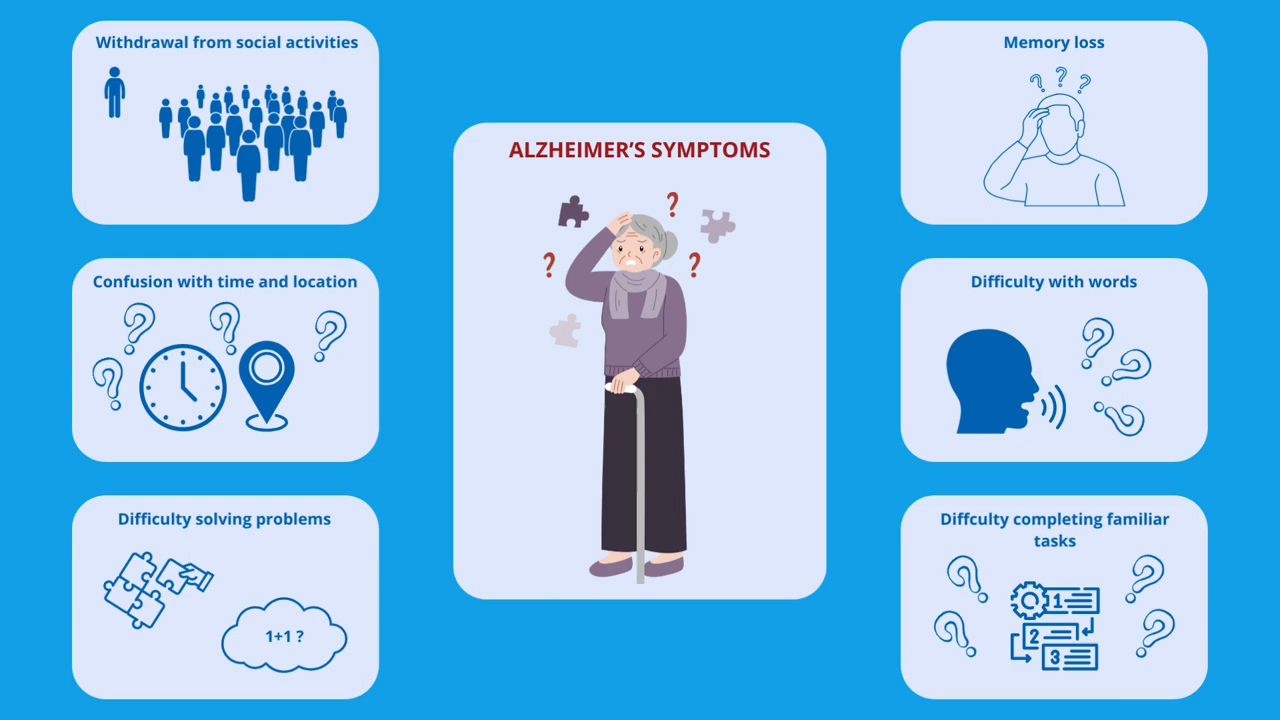 Withdrawal from social activities
Memory loss
ALZHEIMER’S SYMPTOMS
Confusion with time and location
Difficulty with words
Difficulty solving problems
1+1 ?
Diffculty completing familiar
tasks
1
2
3